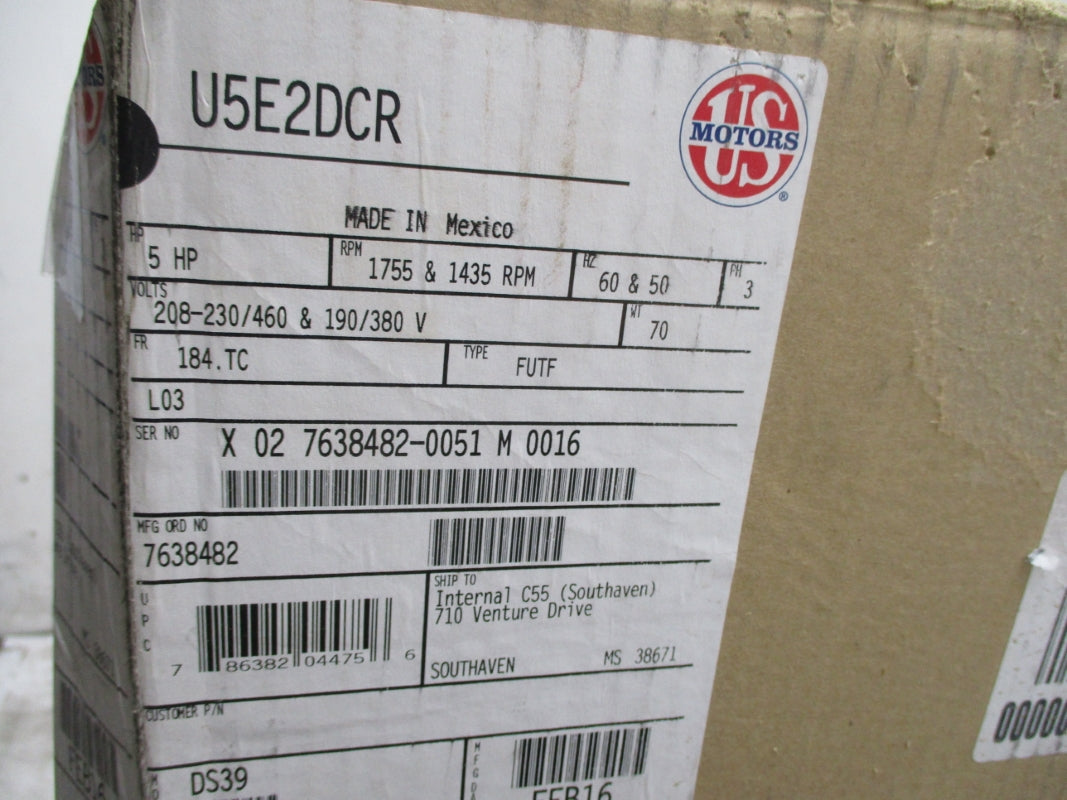 U5E2DCR
US
MOTORS
®
MADE IN Mexico
HP 5 HP RPM 1755 & 1435 RPM HZ 60 & 50 PH 3
VOLTS 208-230/460 & 190/380 V WT 70
FR 184.TC TYPE FUTF
L03
SER NO X 02 7638482-0051 M 0016
MFG ORD NO
7638482
UPC
7 86382 04475 6
SHIP TO
Internal C55 (Southaven)
710 Venture Drive
SOUTHAVEN MS 38671
CUSTOMER P/N
DS39
FEB16